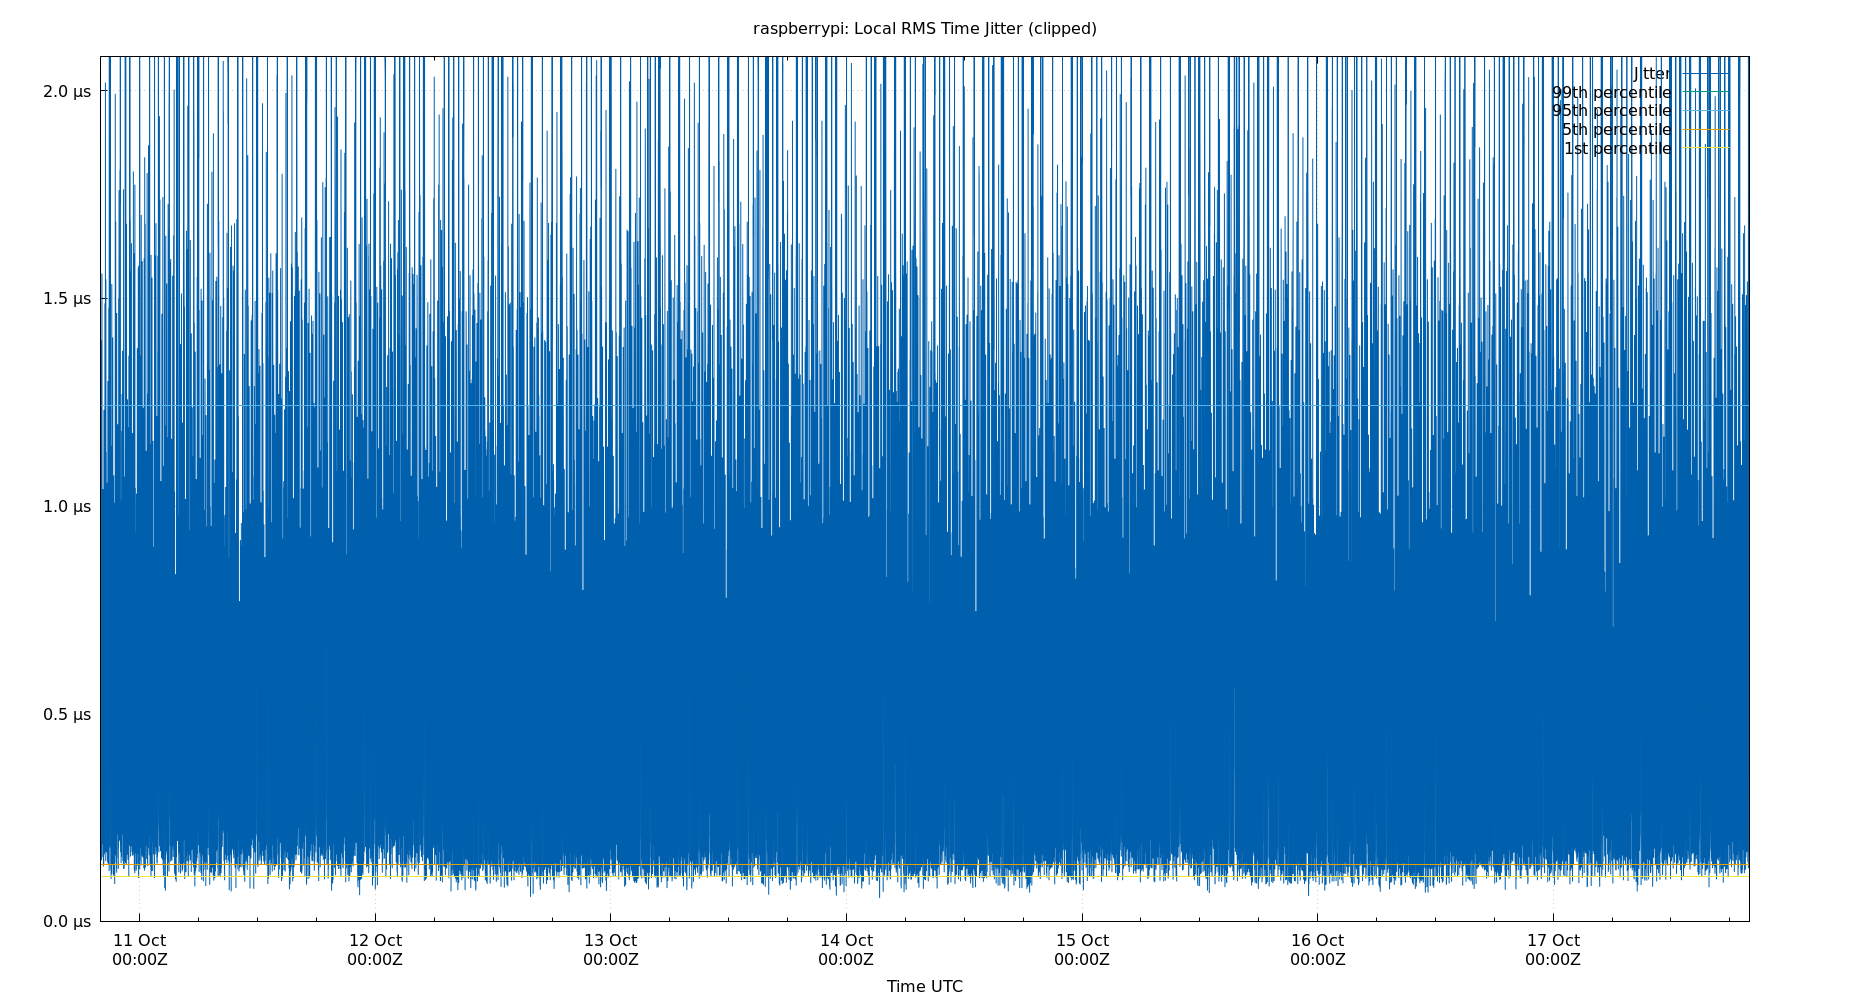 raspberrypi: Local RMS Time Jitter (clipped)
Jitter
99th percentile
95th percentile
5th percentile
1st percentile
2.0 µs
1.5 µs
1.0 µs
0.5 µs
0.0 µs
11 Oct
00:00Z
12 Oct
00:00Z
13 Oct
00:00Z
14 Oct
00:00Z
15 Oct
00:00Z
16 Oct
00:00Z
17 Oct
00:00Z
Time UTC